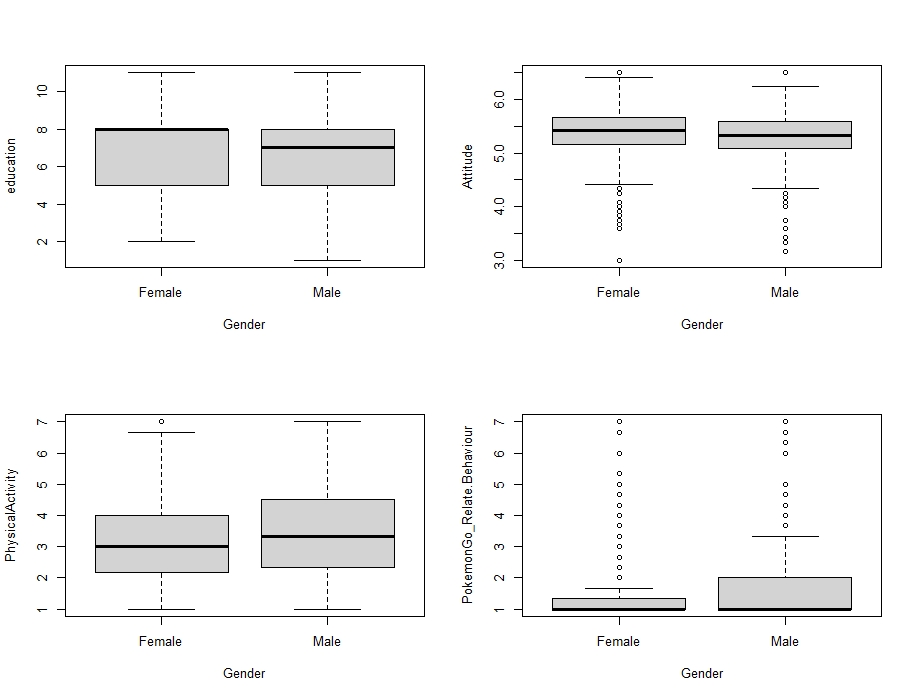 education
10
8
6
4
2
Female Male
Gender
Attitude
6.0
5.0
4.0
3.0
Female Male
Gender
PhysicalActivity
7
6
5
4
3
2
1
Female Male
Gender
PokemonGo_Relate.Behaviour
7
6
5
4
3
2
1
Female Male
Gender